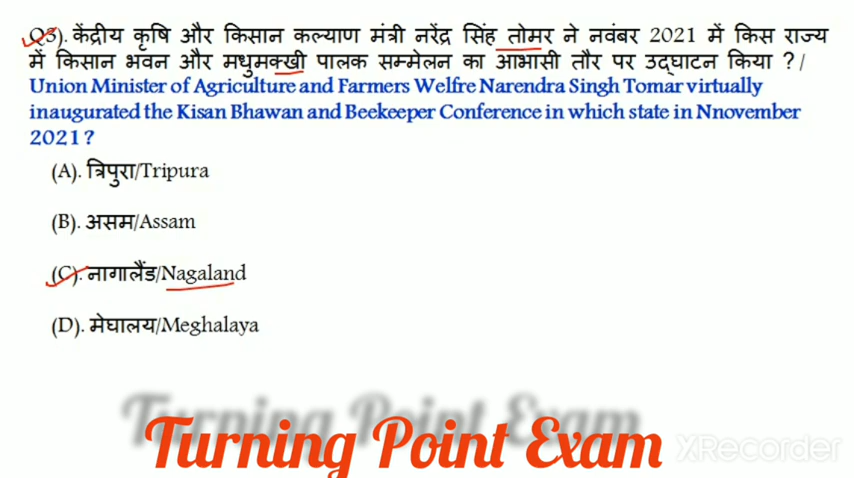 Q3). केंद्रीय कृषि और किसान कल्याण मंत्री नरेंद्र सिंह तोमर ने नवंबर 2021 में किस राज्य
में किसान भवन और मधुमक्खी पालक सम्मेलन का आभासी तौर पर उद्घाटन किया ? /
Union Minister of Agriculture and Farmers Welfre Narendra Singh Tomar virtually
inaugurated the Kisan Bhawan and Beekeeper Conference in which state in Nnovember
2021 ?
(A). त्रिपुरा/Tripura
(B). असम/Assam
(C). नागालैंड/Nagaland
(D). मेघालय/Meghalaya
Turning Point Exam
XRecorder